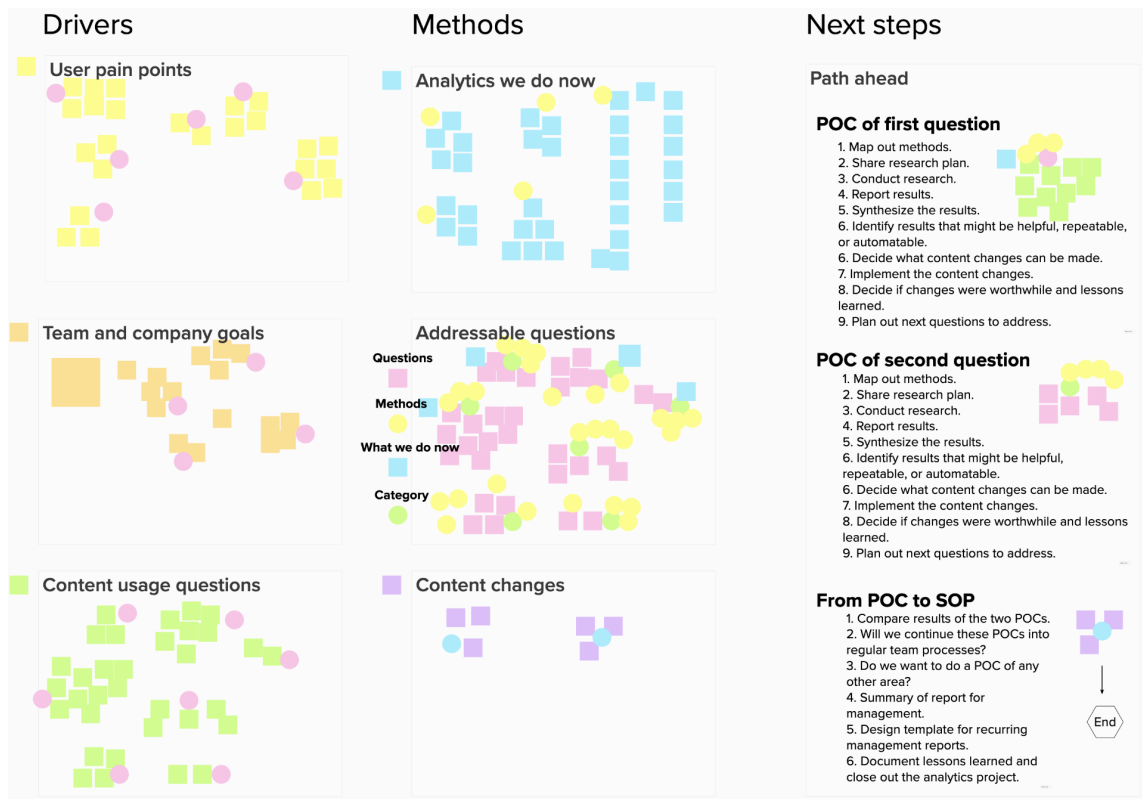 Drivers
User pain points
Team and company goals
Content usage questions
Methods
Analytics we do now
Addressable questions
Questions
Methods
What we do now
Category
Content changes
Next steps
Path ahead
POC of first question
1. Map out methods.
2. Share research plan.
3. Conduct research.
4. Report results.
5. Synthesize the results.
6. Identify results that might be helpful, repeatable,
or automatable.
6. Decide what content changes can be made.
7. Implement the content changes.
8. Decide if changes were worthwhile and lessons
learned.
9. Plan out next questions to address.
POC of second question
1. Map out methods.
2. Share research plan.
3. Conduct research.
4. Report results.
5. Synthesize the results.
6. Identify results that might be helpful,
repeatable, or automatable.
6. Decide what content changes can be made.
7. Implement the content changes.
8. Decide if changes were worthwhile and lessons
learned.
9. Plan out next questions to address.
From POC to SOP
1. Compare results of the two POCs.
2. Will we continue these POCs into
regular team processes?
3. Do we want to do a POC of any
other area?
4. Summary of report for
management.
5. Design template for recurring
management reports.
6. Document lessons learned and
close out the analytics project.
End